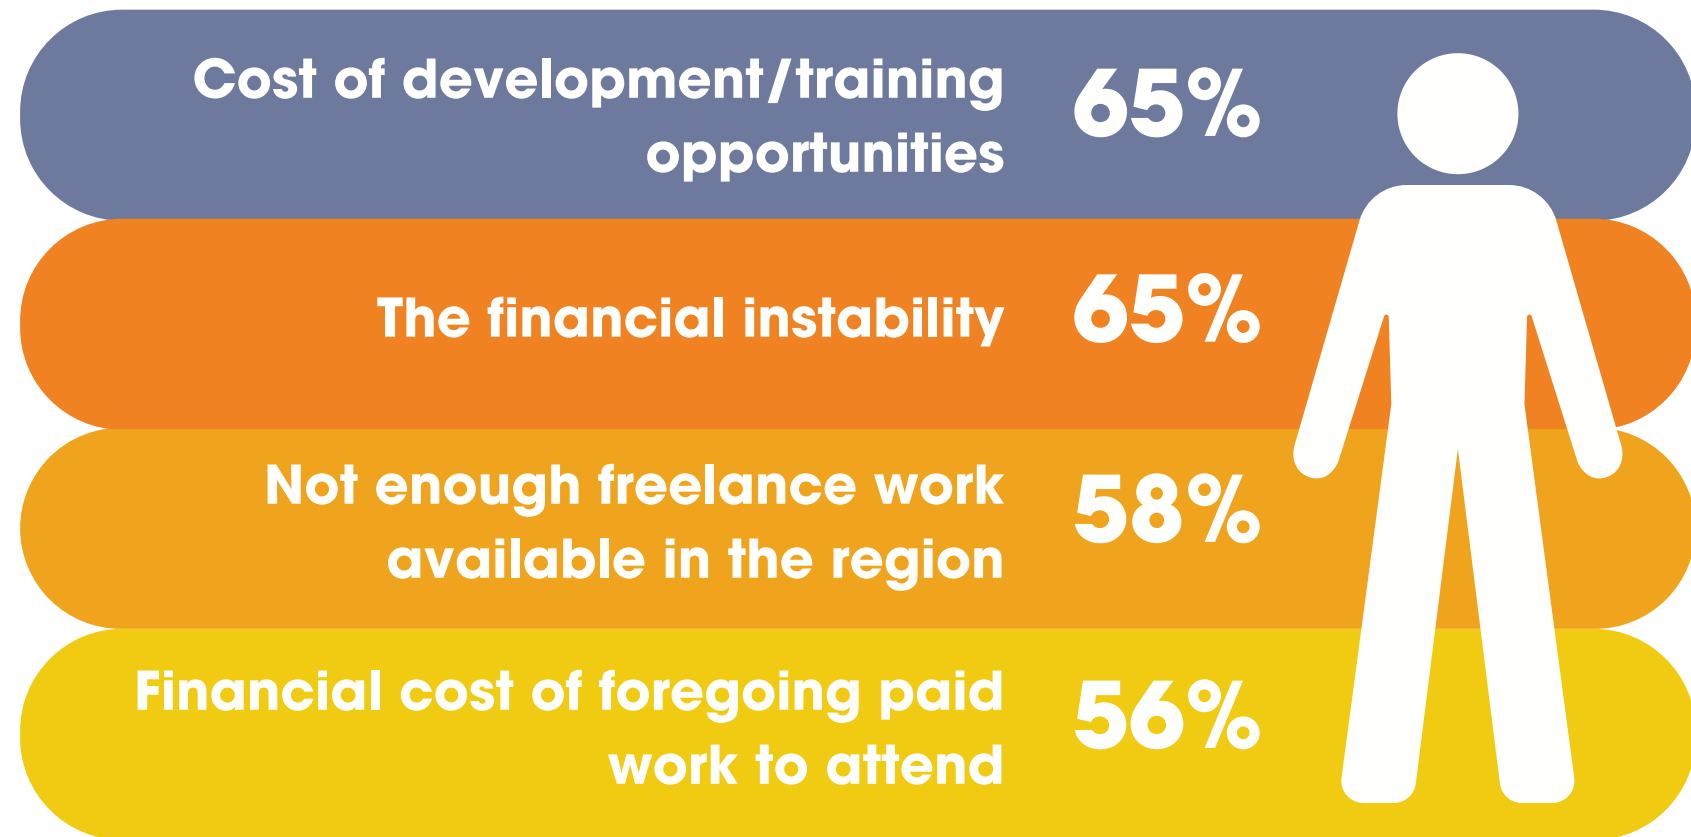 Cost of development/training
opportunities
65%
The financial instability
65%
Not enough freelance work
available in the region
58%
Financial cost of foregoing paid
work to attend
56%